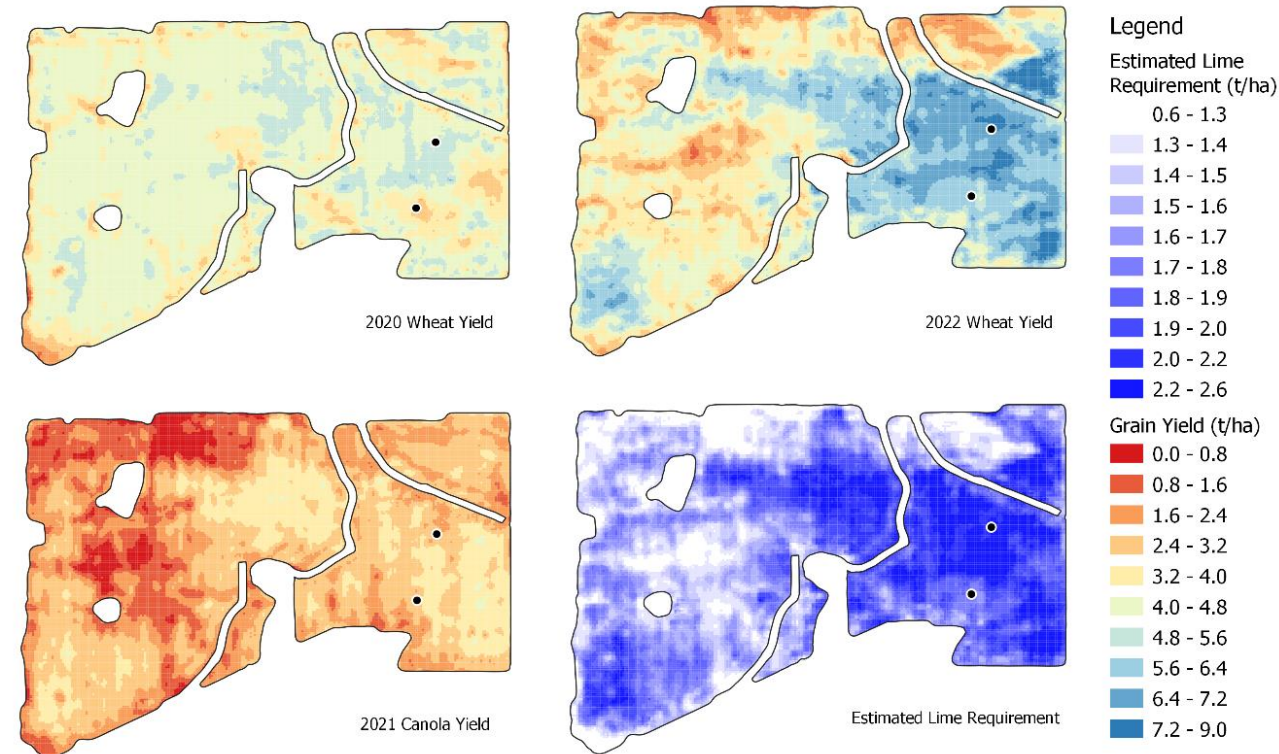 2020 Wheat Yield
2022 Wheat Yield
2021 Canola Yield
Estimated Lime Requirement
Legend
Estimated Lime
Requirement (t/ha)
0.6 - 1.3
1.3 - 1.4
1.4 - 1.5
1.5 - 1.6
1.6 - 1.7
1.7 - 1.8
1.8 - 1.9
1.9 - 2.0
2.0 - 2.2
2.2 - 2.6
Grain Yield (t/ha)
0.0 - 0.8
0.8 - 1.6
1.6 - 2.4
2.4 - 3.2
3.2 - 4.0
4.0 - 4.8
4.8 - 5.6
5.6 - 6.4
6.4 - 7.2
7.2 - 9.0